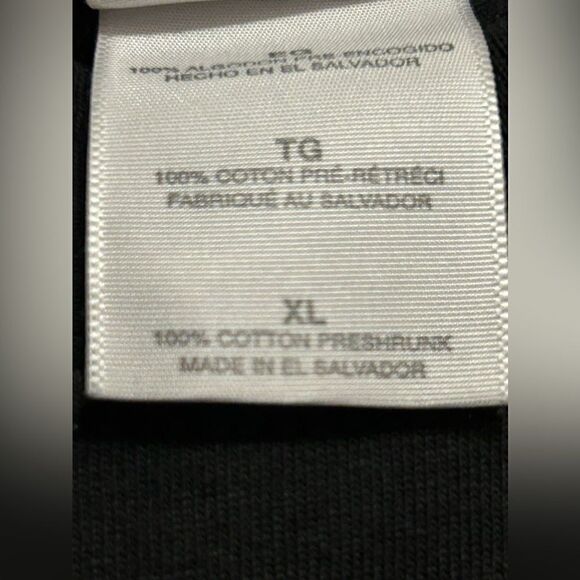 EG
100% ALGODON PRE-ENCOGIDO
HECHO EN EL SALVADOR
TG
100% COTON PRÉ-RÉTRÉCI
FABRIQUÉ AU SALVADOR
XL
100% COTTON PRESHRUNK
MADE IN EL SALVADOR